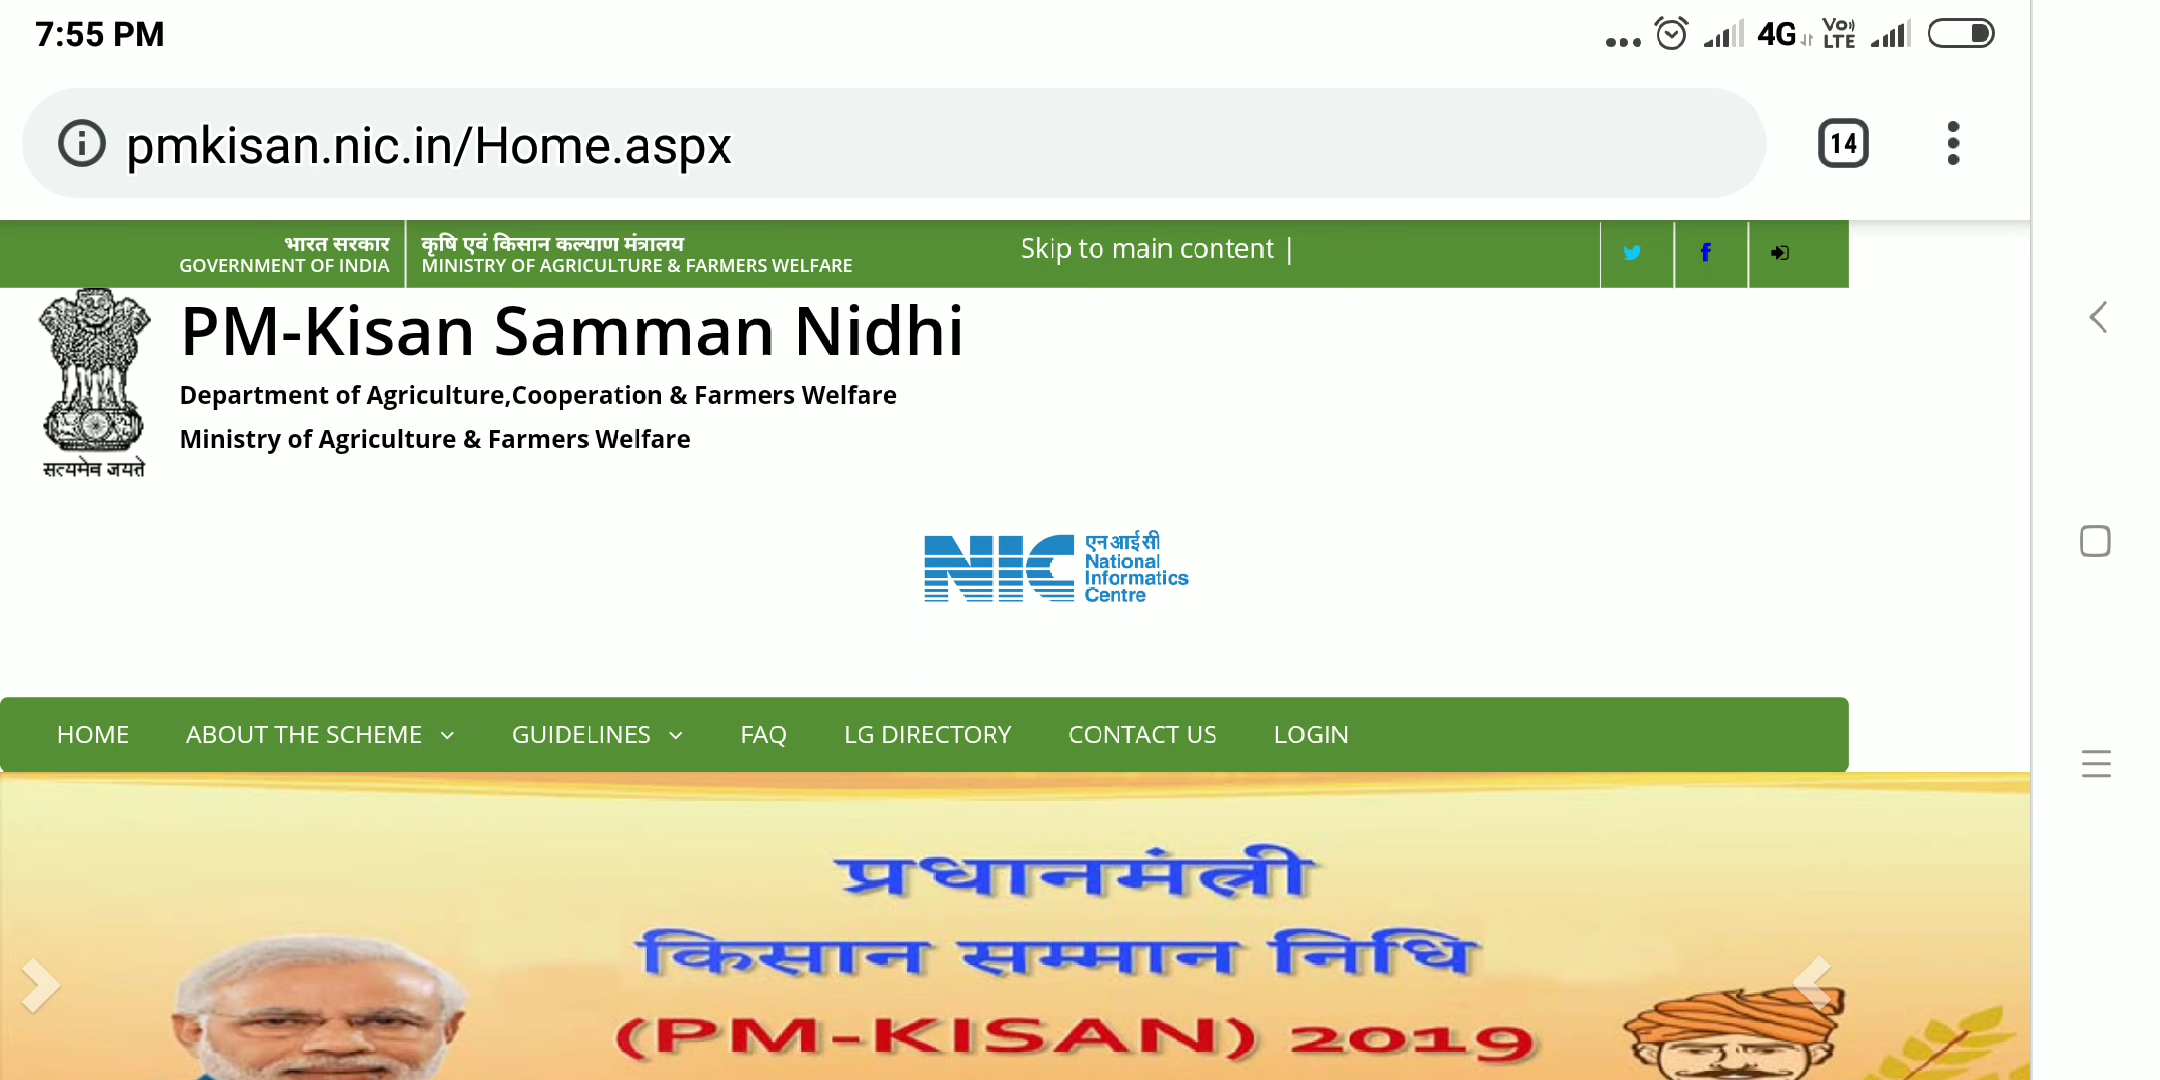 7:55 PM
4G
Vo))
LTE
pmkisan.nic.in/Home.aspx
14
भारत सरकार
GOVERNMENT OF INDIA
कृषि एवं किसान कल्याण मंत्रालय
MINISTRY OF AGRICULTURE & FARMERS WELFARE
Skip to main content |
PM-Kisan Samman Nidhi
Department of Agriculture,Cooperation & Farmers Welfare
Ministry of Agriculture & Farmers Welfare
सत्यमेव जयते
NIC
एन आई सी
National
Informatics
Centre
HOME ABOUT THE SCHEME GUIDELINES FAQ LG DIRECTORY CONTACT US LOGIN
प्रधानमंत्री
किसान सम्मान निधि
(PM-KISAN) 2019